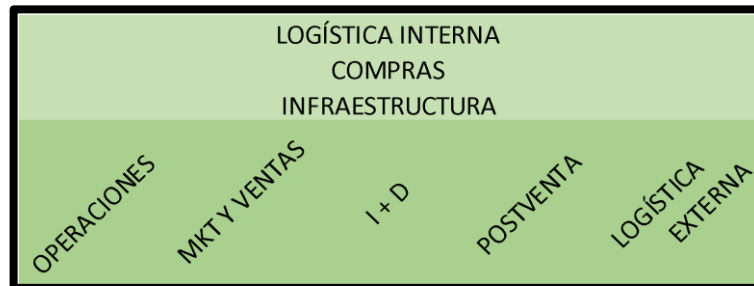 LOGÍSTICA INTERNA
COMPRAS
INFRAESTRUCTURA
OPERACIONES
MKT Y VENTAS
I + D
POSTVENTA
LOGÍSTICA
EXTERNA